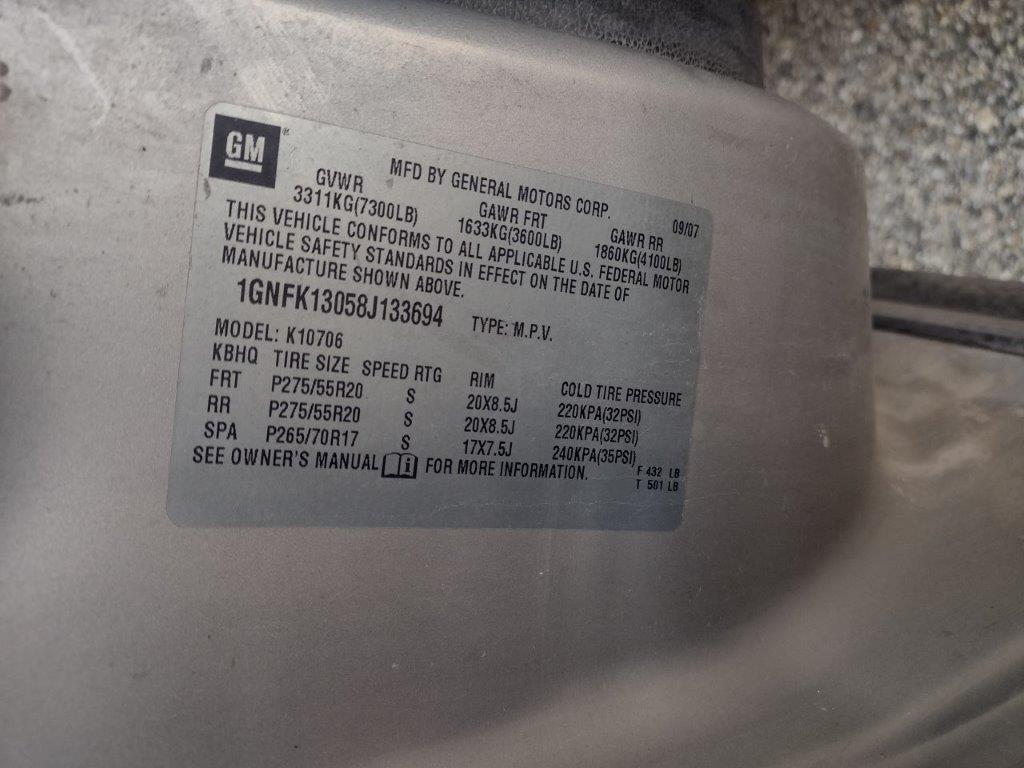 GM
MFD BY GENERAL MOTORS CORP. 09/07
GVWR GAWR FRT GAWR RR
3311KG(7300LB) 1633KG(3600LB) 1860KG(4100LB)
THIS VEHICLE CONFORMS TO ALL APPLICABLE U.S. FEDERAL MOTOR
VEHICLE SAFETY STANDARDS IN EFFECT ON THE DATE OF
MANUFACTURE SHOWN ABOVE.
1GNFK13058J133694 TYPE: M.P.V.
MODEL: K10706
KBHQ TIRE SIZE SPEED RTG RIM COLD TIRE PRESSURE
FRT P275/55R20 S 20X8.5J 220KPA(32PSI)
RR P275/55R20 S 20X8.5J 220KPA(32PSI)
SPA P265/70R17 S 17X7.5J 240KPA(35PSI)
SEE OWNER'S MANUAL i FOR MORE INFORMATION. F 432 LB
T 501 LB